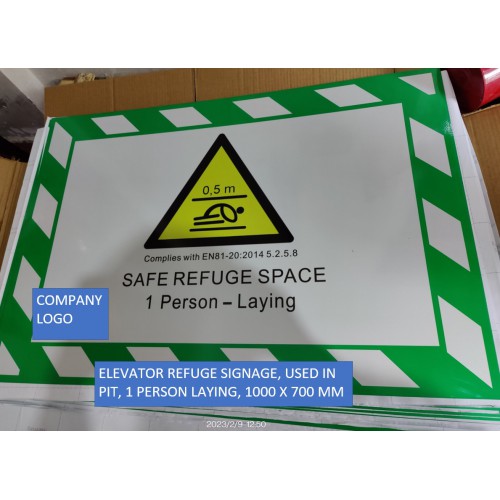 0,5 m
Complies with EN81-20:2014 5.2.5.8
SAFE REFUGE SPACE
1 Person – Laying
COMPANY
LOGO
ELEVATOR REFUGE SIGNAGE, USED IN
PIT, 1 PERSON LAYING, 1000 X 700 MM
2023/2/9 12:50